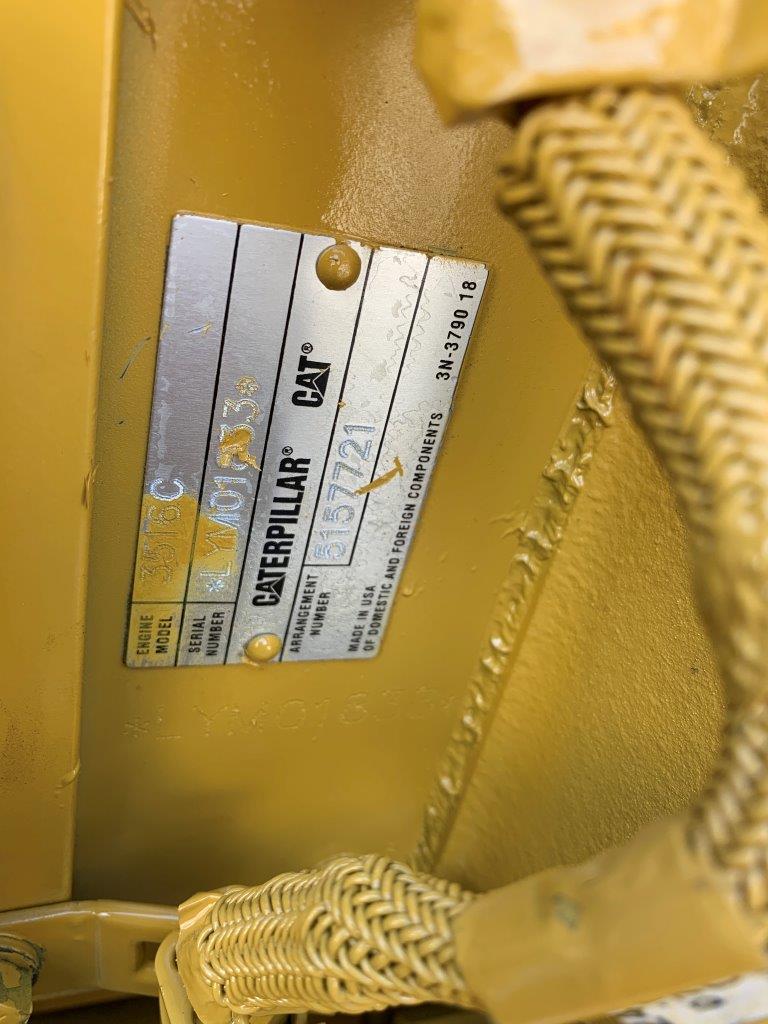 ENGINE MODEL 3516C
SERIAL NUMBER
CATERPILLAR® CAT®
ARRANGEMENT NUMBER 5157721
MADE IN USA
OF DOMESTIC AND FOREIGN COMPONENTS 3N-3790 18